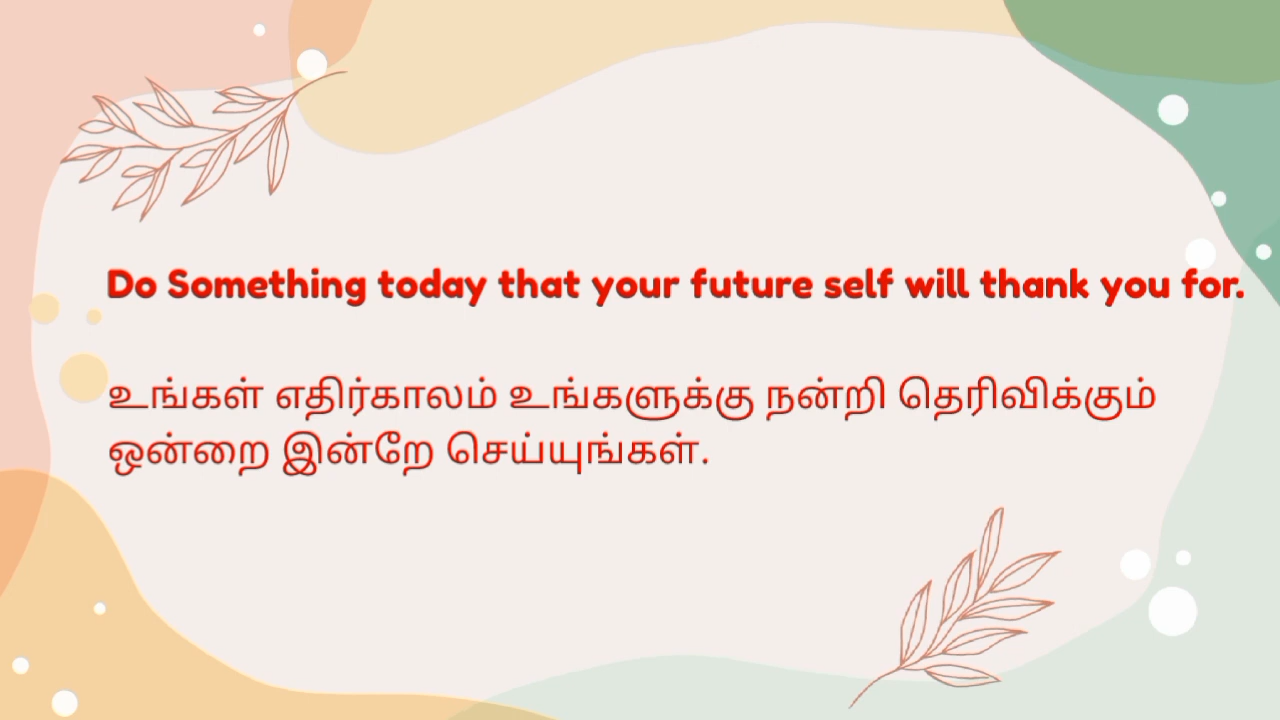 Do Something today that your future self will thank you for.
உங்கள் எதிர்காலம் உங்களுக்கு நன்றி தெரிவிக்கும்
ஒன்றை இன்றே செய்யுங்கள்.